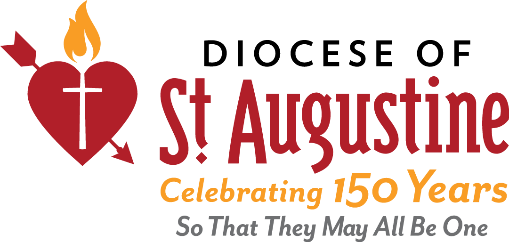 DIOCESE OF
St. Augustine
Celebrating 150 Years
So That They May All Be One